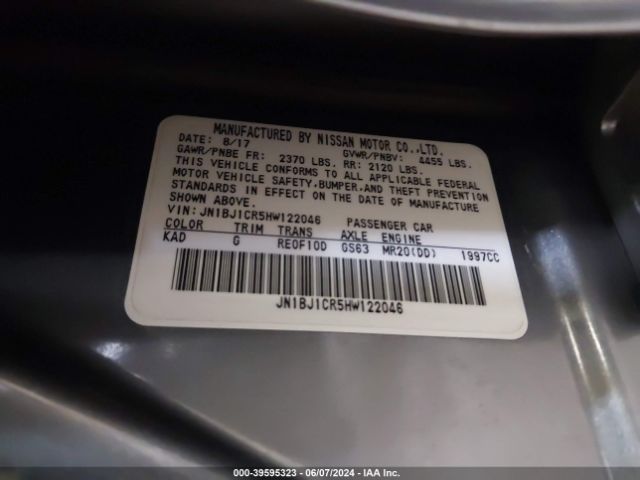 MANUFACTURED BY NISSAN MOTOR CO.,LTD.
DATE: 8/17 GVWR/PNBV: 4455 LBS.
GAWR/PNBE FR: 2370 LBS. RR: 2120 LBS.
THIS VEHICLE CONFORMS TO ALL APPLICABLE FEDERAL
MOTOR VEHICLE SAFETY,BUMPER,AND THEFT PREVENTION
STANDARDS IN EFFECT ON THE DATE OF MANUFACTURE
SHOWN ABOVE.
VIN: JN1BJ1CR5HW122046 PASSENGER CAR
COLOR TRIM TRANS AXLE ENGINE
KAD G RE0F10D GS63 MR20(DD) 1997CC
JN1BJ1CR5HW122046
000-39595323 - 06/07/2024 - IAA Inc.